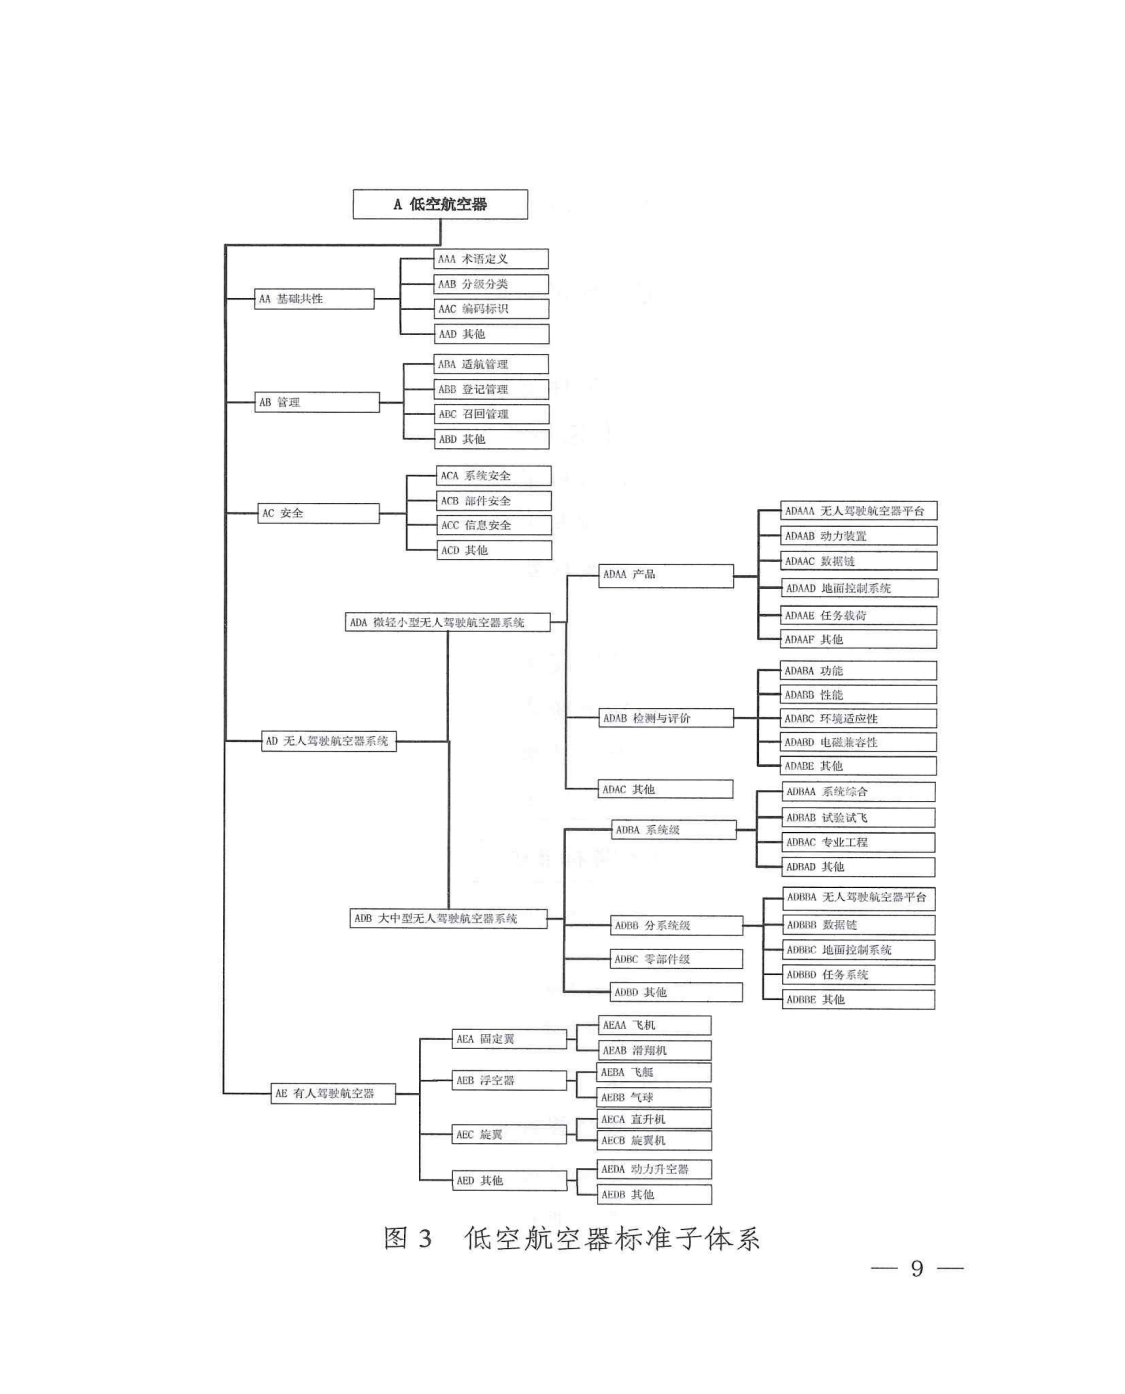 A 低空航空器
AA 基础共性
AAA 术语定义
AAB 分级分类
AAC 编码标识
AAD 其他
AB 管理
ABA 适航管理
ABB 登记管理
ABC 召回管理
ABD 其他
AC 安全
ACA 系统安全
ACB 部件安全
ACC 信息安全
ACD 其他
AD 无人驾驶航空器系统
ADA 微轻小型无人驾驶航空器系统
ADAA 产品
ADAAA 无人驾驶航空器平台
ADAAB 动力装置
ADAAC 数据链
ADAAD 地面控制系统
ADAAE 任务载荷
ADAAF 其他
ADAB 检测与评价
ADABA 功能
ADABB 性能
ADABC 环境适应性
ADABD 电磁兼容性
ADABE 其他
ADAC 其他
ADB 大中型无人驾驶航空器系统
ADBA 系统级
ADBAA 系统综合
ADBAB 试验试飞
ADBAC 专业工程
ADBAD 其他
ADBB 分系统级
ADBBA 无人驾驶航空器平台
ADBBB 数据链
ADBBC 地面控制系统
ADBBD 任务系统
ADBBE 其他
ADBC 零部件级
ADBD 其他
AE 有人驾驶航空器
AEA 固定翼
AEAA 飞机
AEAB 滑翔机
AEB 浮空器
AEBA 飞艇
AEBB 气球
AEC 旋翼
AECA 直升机
AECB 旋翼机
AED 其他
AEDA 动力升空器
AEDB 其他
图 3 低空航空器标准子体系
— 9 —